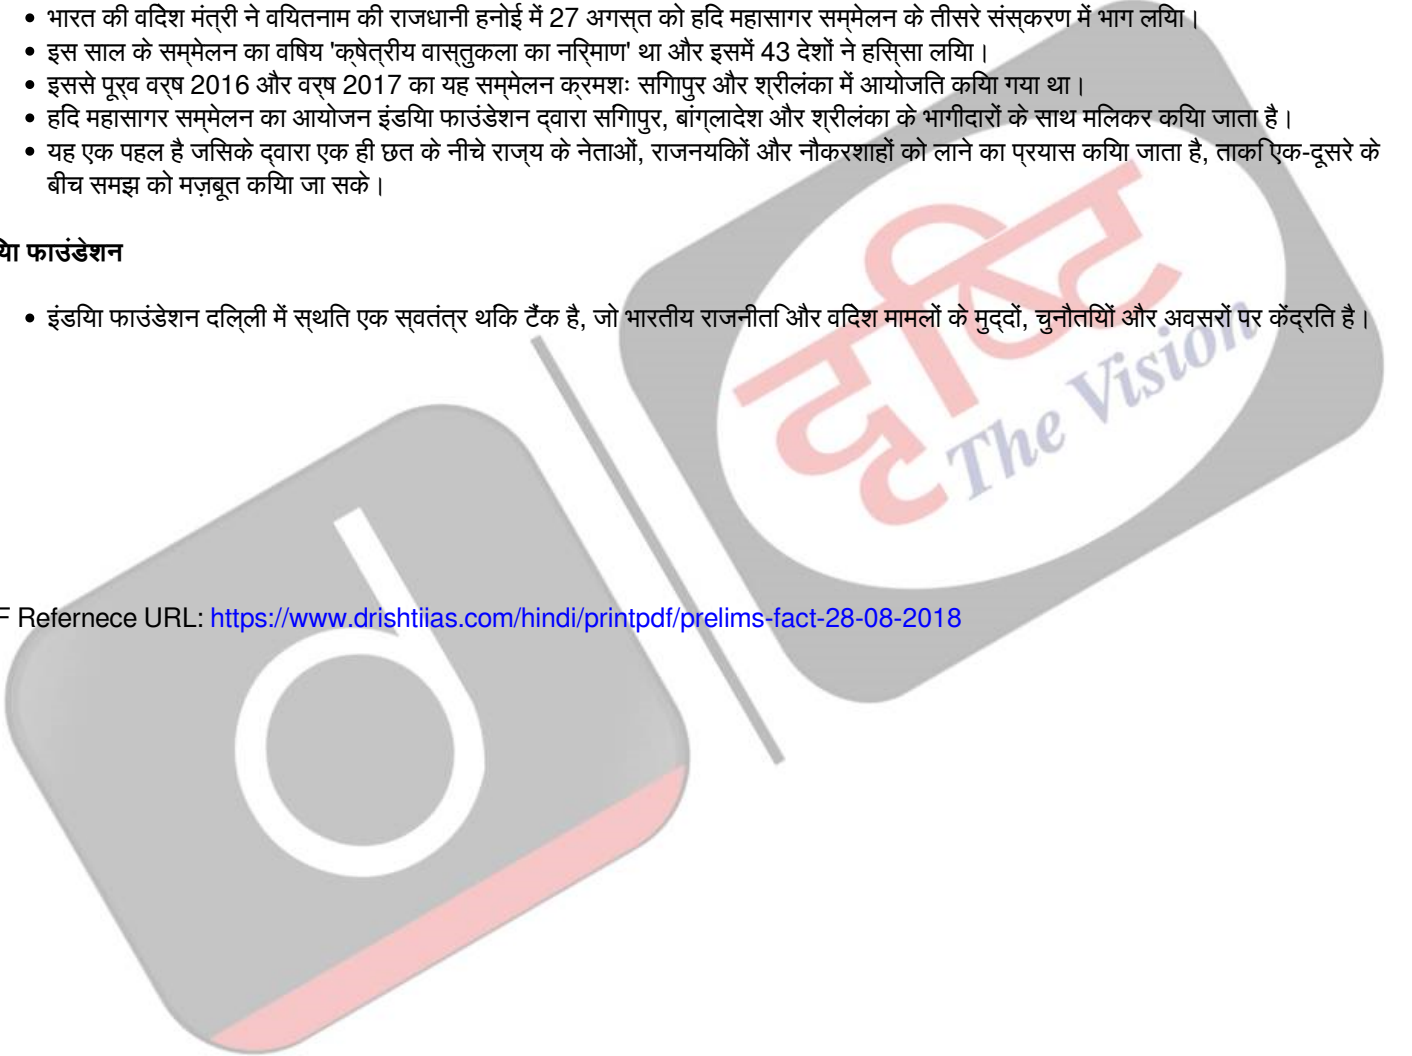 • भारत की विदेश मंत्री ने वियतनाम की राजधानी हनोई में 27 अगस्त को हिंद महासागर सम्मेलन के तीसरे संस्करण में भाग लिया।
• इस साल के सम्मेलन का विषय 'क्षेत्रीय वास्तुकला का निर्माण' था और इसमें 43 देशों ने हिस्सा लिया।
• इससे पूर्व वर्ष 2016 और वर्ष 2017 का यह सम्मेलन क्रमशः सिंगापुर और श्रीलंका में आयोजित किया गया था।
• हिंद महासागर सम्मेलन का आयोजन इंडिया फाउंडेशन द्वारा सिंगापुर, बांग्लादेश और श्रीलंका के भागीदारों के साथ मिलकर किया जाता है।
• यह एक पहल है जिसके द्वारा एक ही छत के नीचे राज्य के नेताओं, राजनयिकों और नौकरशाहों को लाने का प्रयास किया जाता है, ताकि एक-दूसरे के
बीच समझ को मज़बूत किया जा सके।
या फाउंडेशन
• इंडिया फाउंडेशन दिल्ली में स्थित एक स्वतंत्र थिंक टैंक है, जो भारतीय राजनीति और विदेश मामलों के मुद्दों, चुनौतियों और अवसरों पर केंद्रित है।
दृष्टि
The Vision
F Refernece URL: https://www.drishtiias.com/hindi/printpdf/prelims-fact-28-08-2018
d